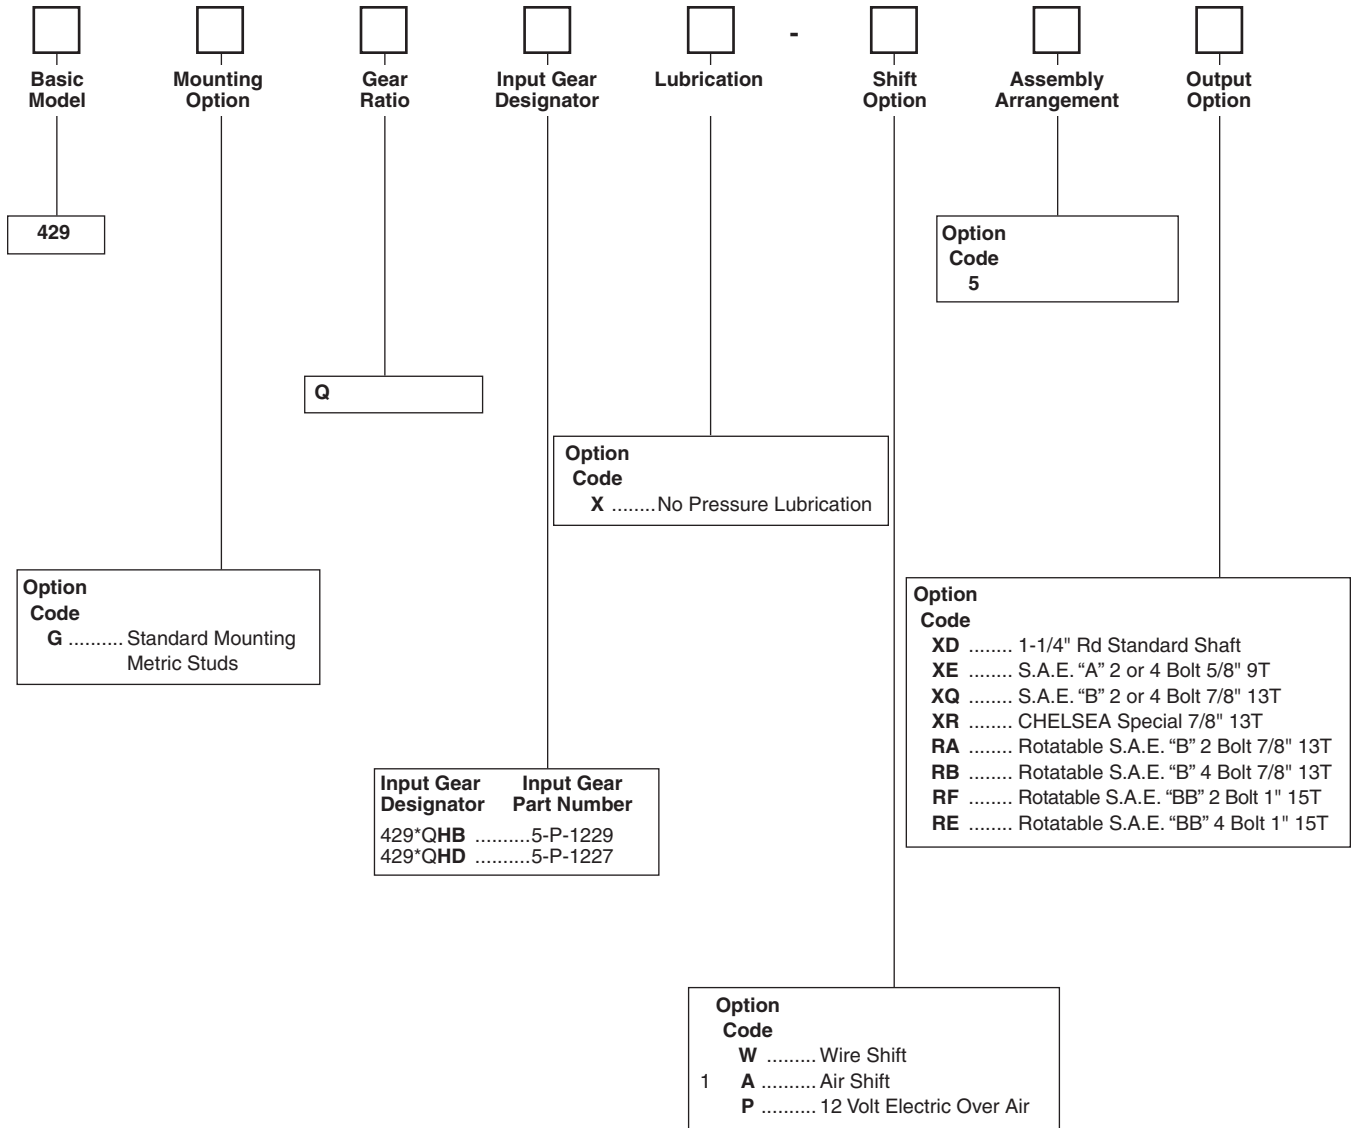 -
Basic Model
Mounting Option
Gear Ratio
Input Gear Designator
Lubrication
Shift Option
Assembly Arrangement
Output Option
429
Option
Code
5
Q
Option
Code
X ........No Pressure Lubrication
Option
Code
G .......... Standard Mounting
Metric Studs
Option
Code
XD ........ 1-1/4" Rd Standard Shaft
XE ........ S.A.E. “A” 2 or 4 Bolt 5/8" 9T
XQ ........ S.A.E. “B” 2 or 4 Bolt 7/8" 13T
XR ........ CHELSEA Special 7/8" 13T
RA ........ Rotatable S.A.E. “B” 2 Bolt 7/8" 13T
RB ........ Rotatable S.A.E. “B” 4 Bolt 7/8" 13T
RF ........ Rotatable S.A.E. “BB” 2 Bolt 1" 15T
RE ........ Rotatable S.A.E. “BB” 4 Bolt 1" 15T
Input Gear Input Gear
Designator Part Number
429*QHB ..........5-P-1229
429*QHD ..........5-P-1227
Option
Code
W ......... Wire Shift
1 A .......... Air Shift
P .......... 12 Volt Electric Over Air